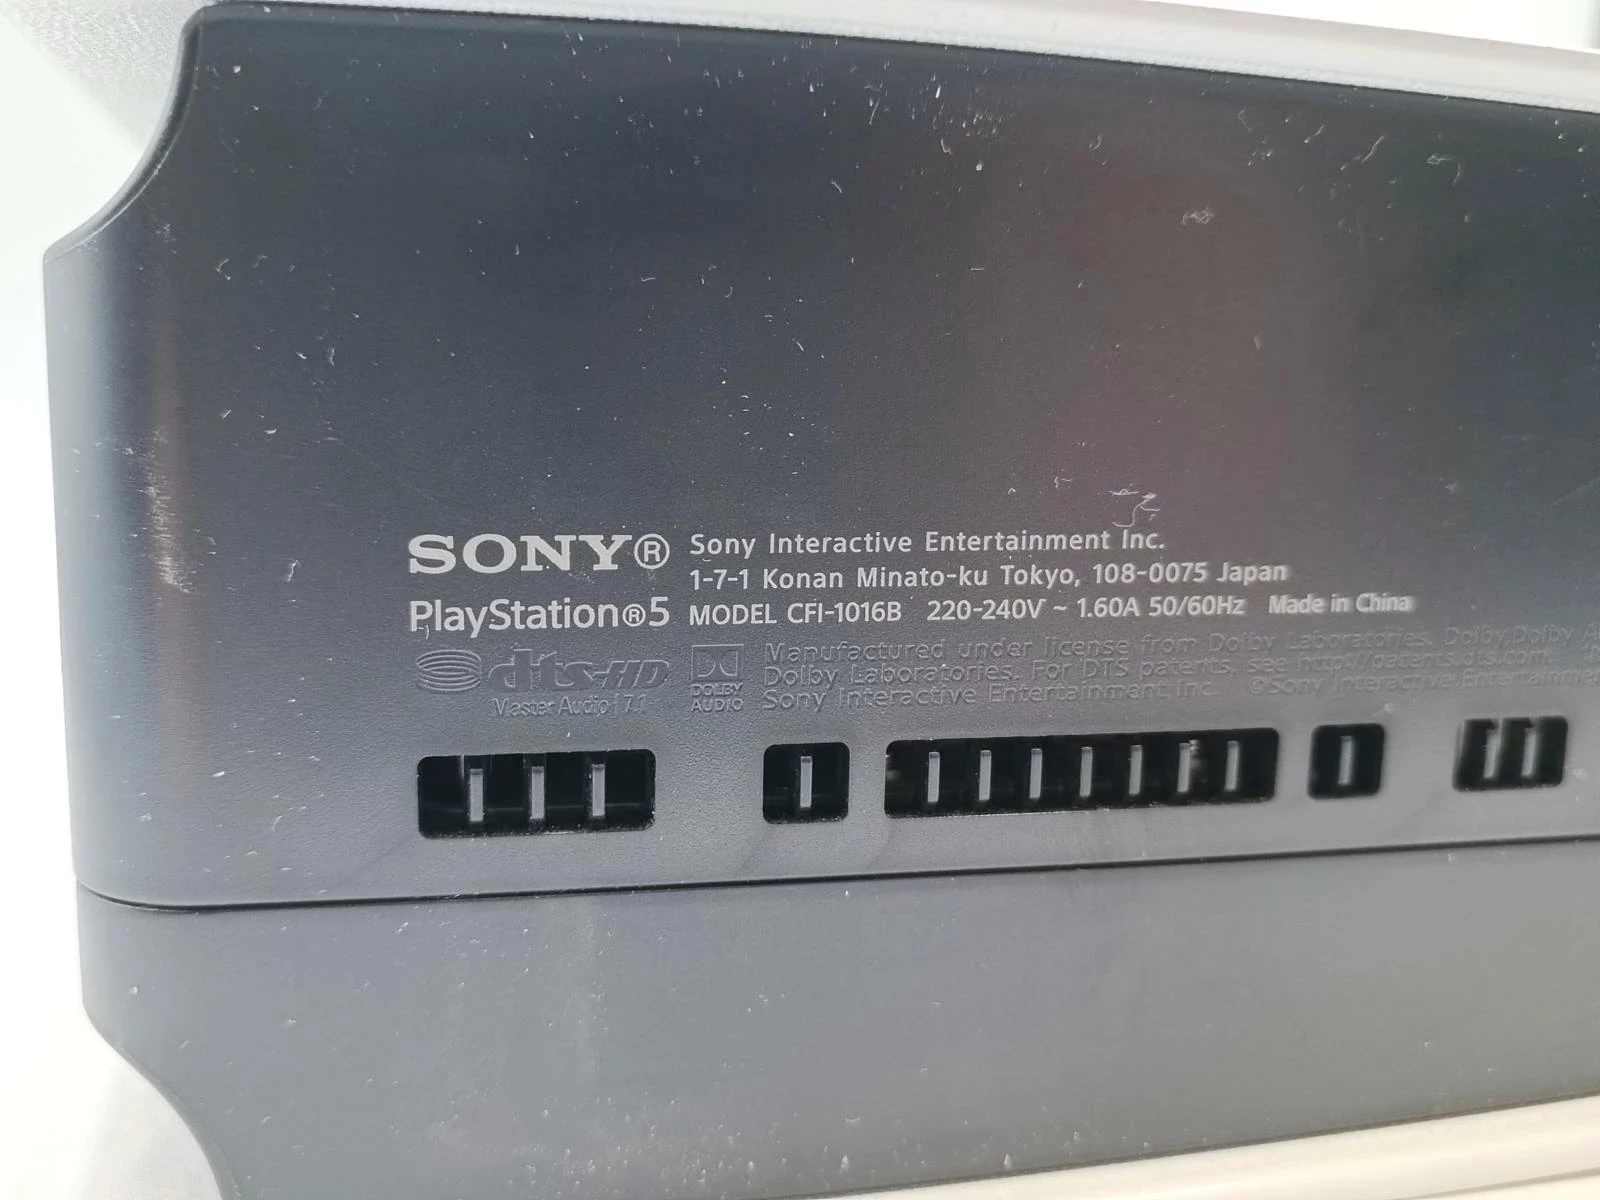 SONY® Sony Interactive Entertainment Inc.
1-7-1 Konan Minato-ku Tokyo, 108-0075 Japan
PlayStation®5 MODEL CFI-1016B 220-240V ~ 1.60A 50/60Hz Made in China
dts-HD
Master Audio | 7.1
DOLBY
AUDIO
Manufactured under license from Dolby Laboratories. Dolby, Dolby
Dolby Laboratories. For DTS patents, see http://patents.dts.com.
Sony Interactive Entertainment Inc. ©Sony Interactive